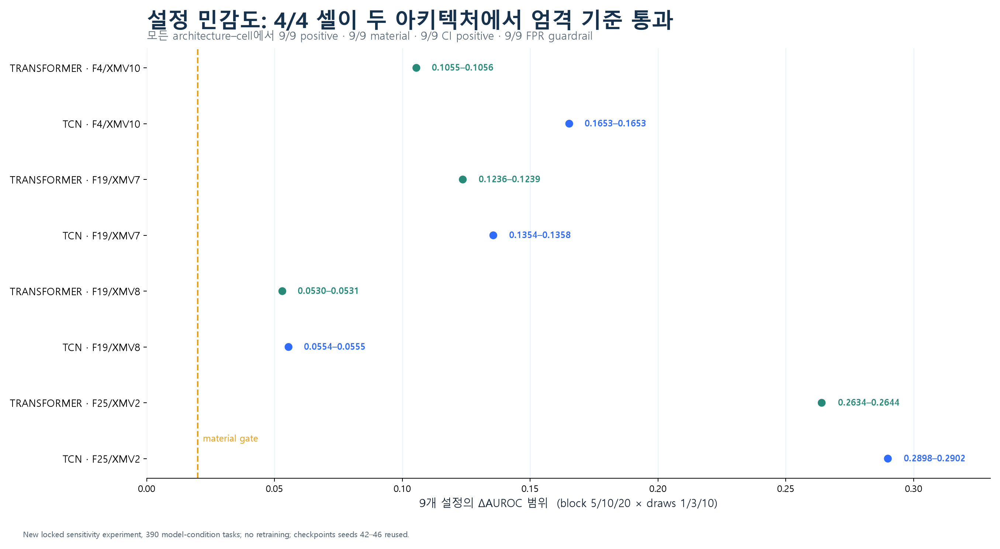 설정 민감도: 4/4 셀이 두 아키텍처에서 엄격 기준 통과
모든 architecture–cell에서 9/9 positive · 9/9 material · 9/9 CI positive · 9/9 FPR guardrail
TRANSFORMER · F4/XMV10
0.1055–0.1056
TCN · F4/XMV10
0.1653–0.1653
TRANSFORMER · F19/XMV7
0.1236–0.1239
TCN · F19/XMV7
0.1354–0.1358
TRANSFORMER · F19/XMV8
0.0530–0.0531
TCN · F19/XMV8
0.0554–0.0555
TRANSFORMER · F25/XMV2
0.2634–0.2644
material gate
TCN · F25/XMV2
0.2898–0.2902
0.00 0.05 0.10 0.15 0.20 0.25 0.30
9개 설정의 ΔAUROC 범위 (block 5/10/20 × draws 1/3/10)
New locked sensitivity experiment, 390 model-condition tasks; no retraining; checkpoints seeds 42–46 reused.